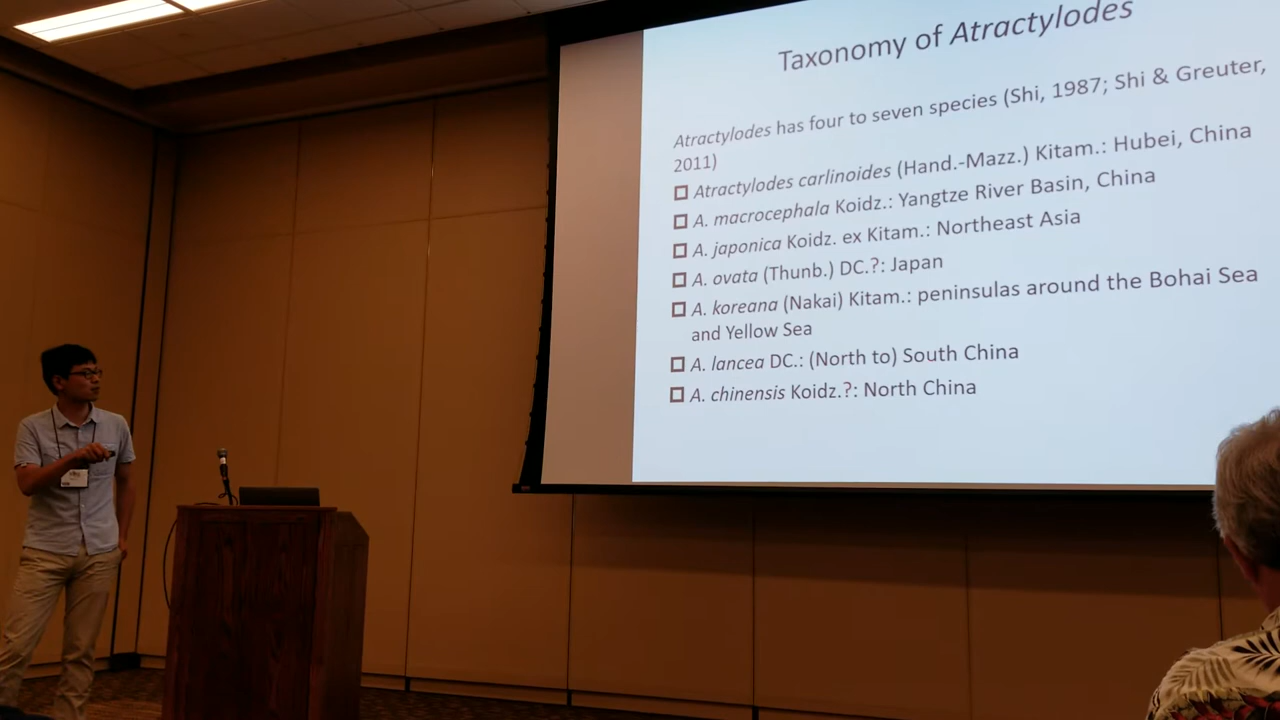 Taxonomy of Atractylodes
Atractylodes has four to seven species (Shi, 1987; Shi & Greuter,
2011)
Atractylodes carlinoides (Hand.-Mazz.) Kitam.: Hubei, China
A. macrocephala Koidz.: Yangtze River Basin, China
A. japonica Koidz. ex Kitam.: Northeast Asia
A. ovata (Thunb.) DC.?: Japan
A. koreana (Nakai) Kitam.: peninsulas around the Bohai Sea
and Yellow Sea
A. lancea DC.: (North to) South China
A. chinensis Koidz.?: North China